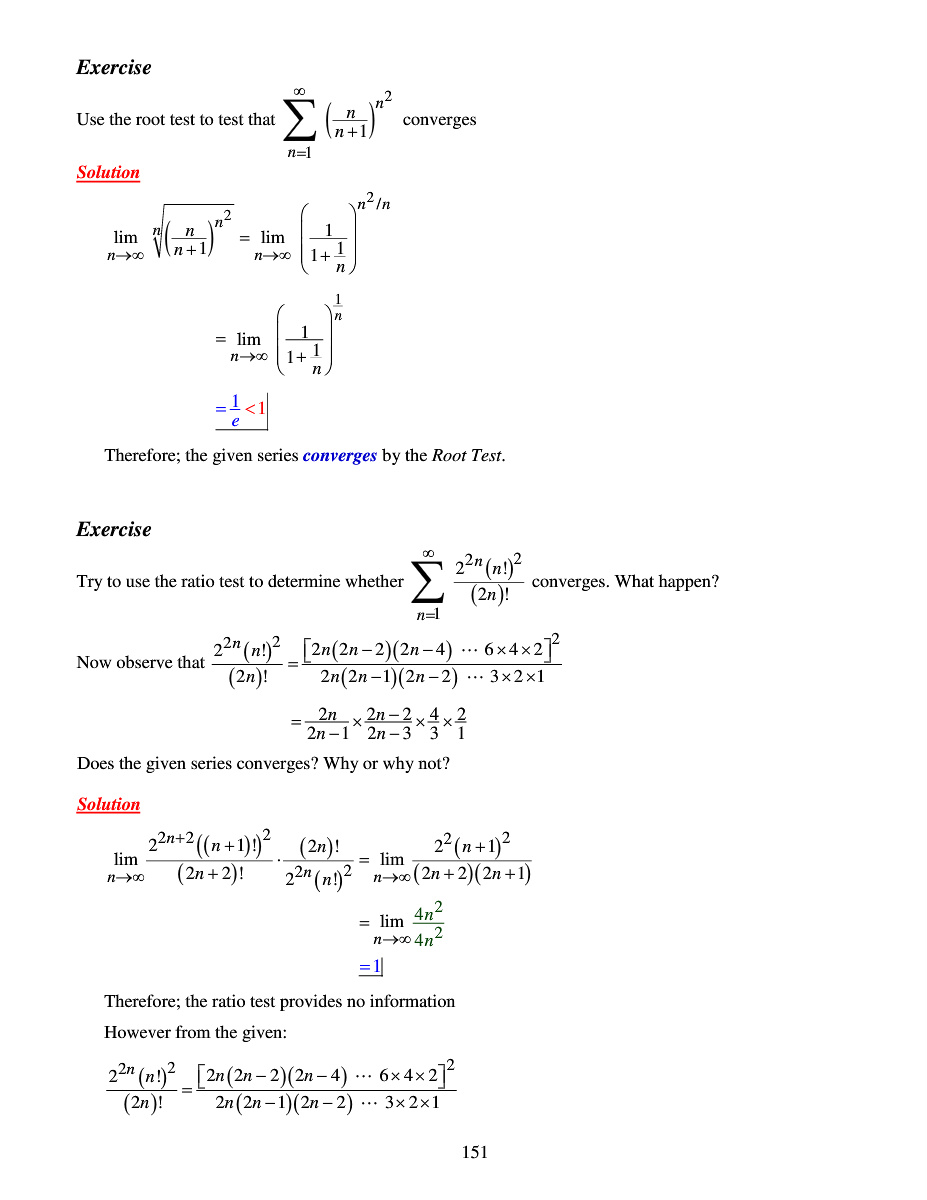 Exercise
Use the root test to test that $\sum_{n=1}^{\infty} \left(\frac{n}{n+1}\right)^{n^2}$ converges
Solution
$\lim_{n\to\infty} \sqrt[n]{\left(\frac{n}{n+1}\right)^{n^2}} = \lim_{n\to\infty} \left(\frac{1}{1+\frac{1}{n}}\right)^{n^2/n}$
$= \lim_{n\to\infty} \left(\frac{1}{1+\frac{1}{n}}\right)^{\frac{1}{n}}$
$= \frac{1}{e} < 1$
Therefore; the given series converges by the Root Test.
Exercise
Try to use the ratio test to determine whether $\sum_{n=1}^{\infty} \frac{2^{2n}(n!)^2}{(2n)!}$ converges. What happen?
Now observe that $\frac{2^{2n}(n!)^2}{(2n)!} = \frac{[2n(2n-2)(2n-4) \cdots 6\times4\times2]^2}{2n(2n-1)(2n-2) \cdots 3\times2\times1}$
$= \frac{2n}{2n-1} \times \frac{2n-2}{2n-3} \times \frac{4}{3} \times \frac{2}{1}$
Does the given series converges? Why or why not?
Solution
$\lim_{n\to\infty} \frac{2^{2n+2}((n+1)!)^2}{(2n+2)!} \cdot \frac{(2n)!}{2^{2n}(n!)^2} = \lim_{n\to\infty} \frac{2^2(n+1)^2}{(2n+2)(2n+1)}$
$= \lim_{n\to\infty} \frac{4n^2}{4n^2}$
$= 1$
Therefore; the ratio test provides no information
However from the given:
$\frac{2^{2n}(n!)^2}{(2n)!} = \frac{[2n(2n-2)(2n-4) \cdots 6\times4\times2]^2}{2n(2n-1)(2n-2) \cdots 3\times2\times1}$
151